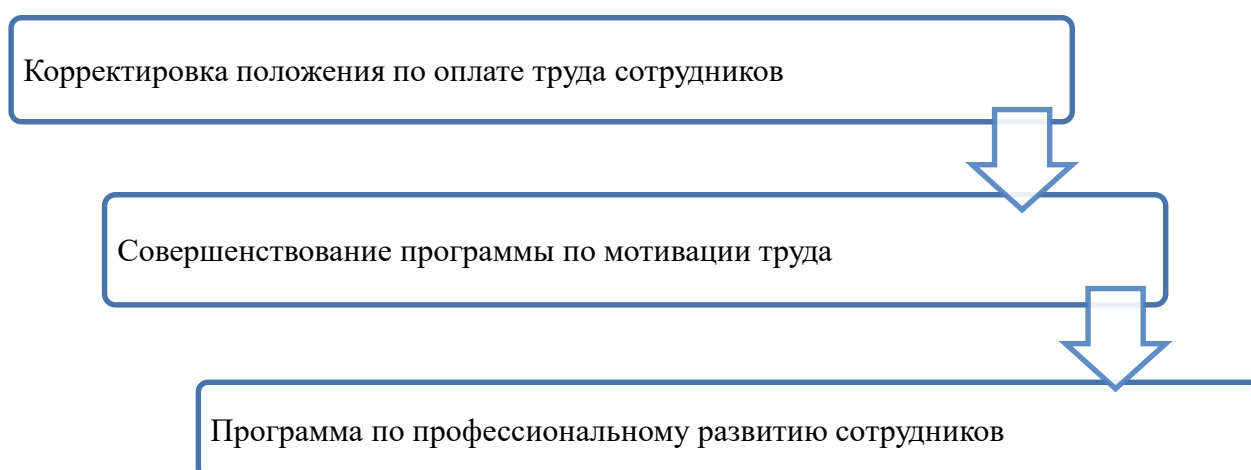 Корректировка положения по оплате труда сотрудников
Совершенствование программы по мотивации труда
Программа по профессиональному развитию сотрудников